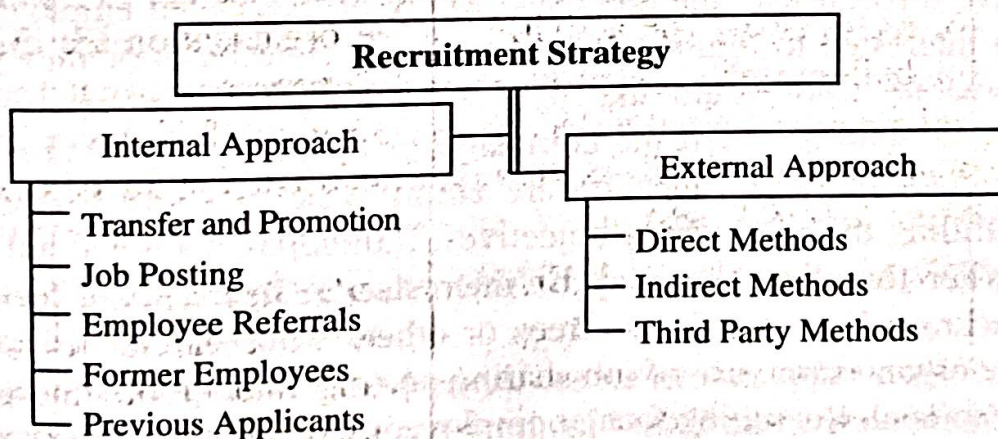 Recruitment Strategy
Internal Approach
Transfer and Promotion
Job Posting
Employee Referrals
Former Employees
Previous Applicants
External Approach
Direct Methods
Indirect Methods
Third Party Methods